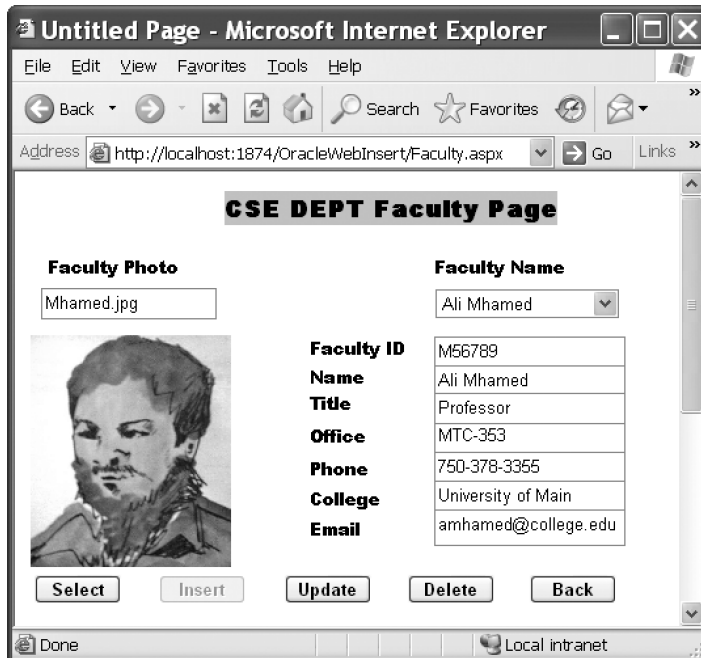 Untitled Page - Microsoft Internet Explorer
File Edit View Favorites Tools Help
Back Search Favorites »
Address http://localhost:1874/OracleWebInsert/Faculty.aspx Go Links »
CSE DEPT Faculty Page
Faculty Photo Faculty Name
Mhamed.jpg Ali Mhamed
Faculty ID M56789
Name Ali Mhamed
Title Professor
Office MTC-353
Phone 750-378-3355
College University of Main
Email amhamed@college.edu
Select Insert Update Delete Back
Done Local intranet